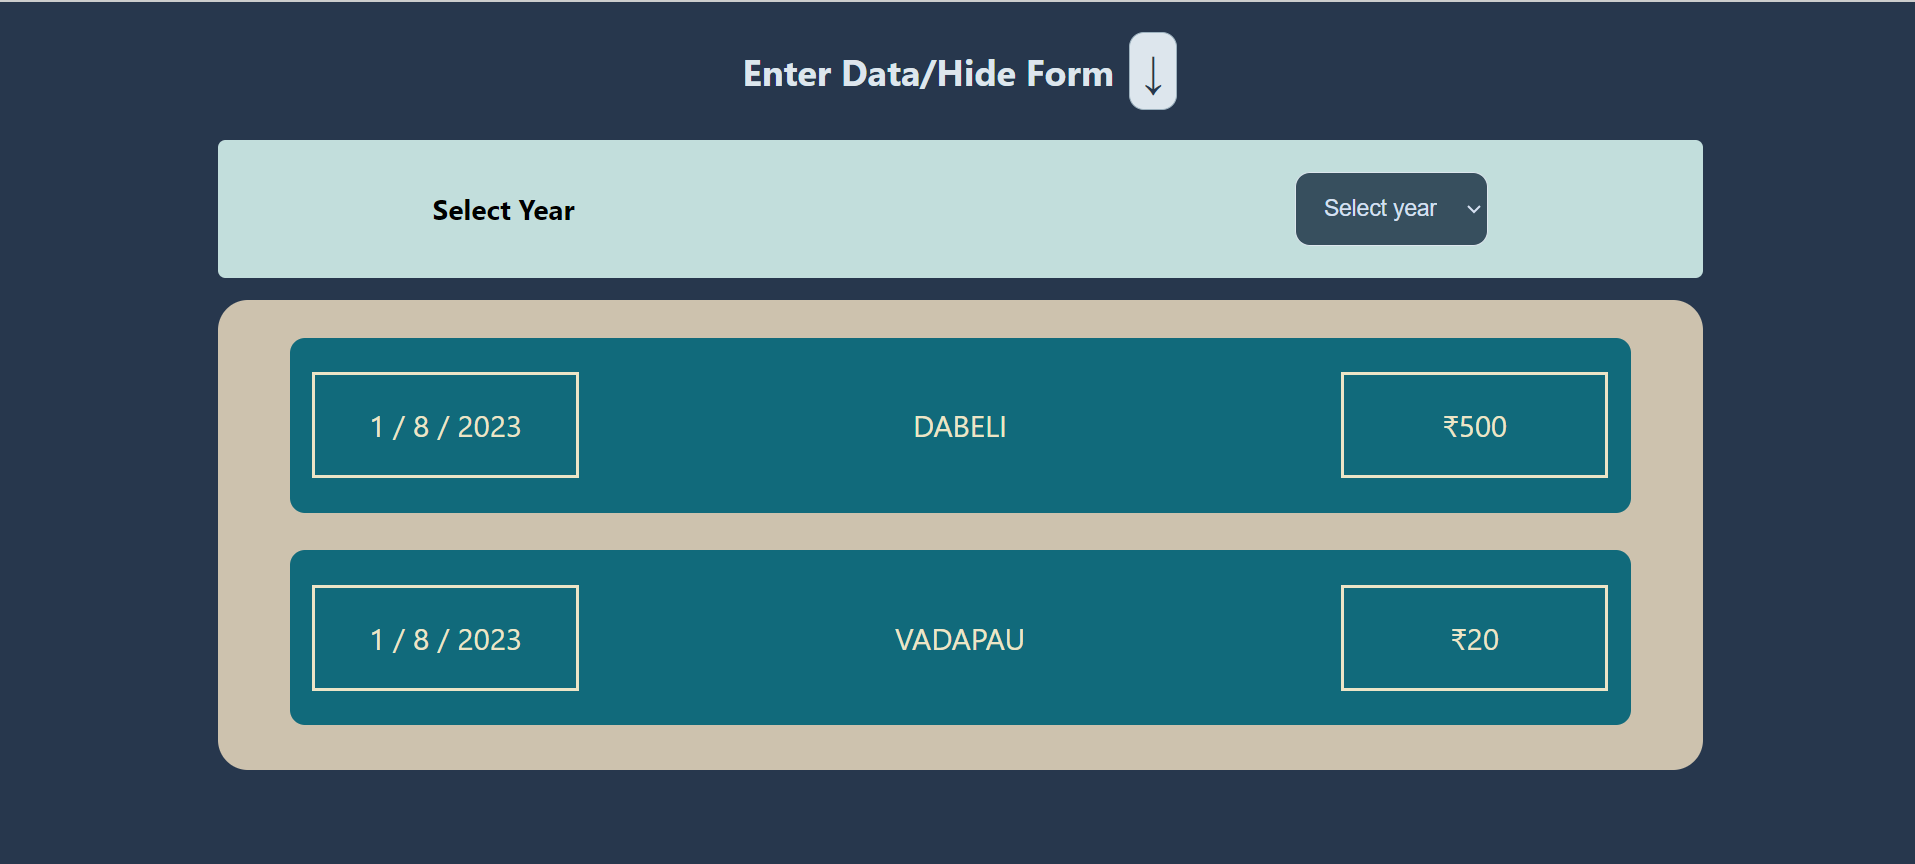 Enter Data/Hide Form ↓
Select Year Select year
1 / 8 / 2023 DABELI ₹500
1 / 8 / 2023 VADAPAU ₹20